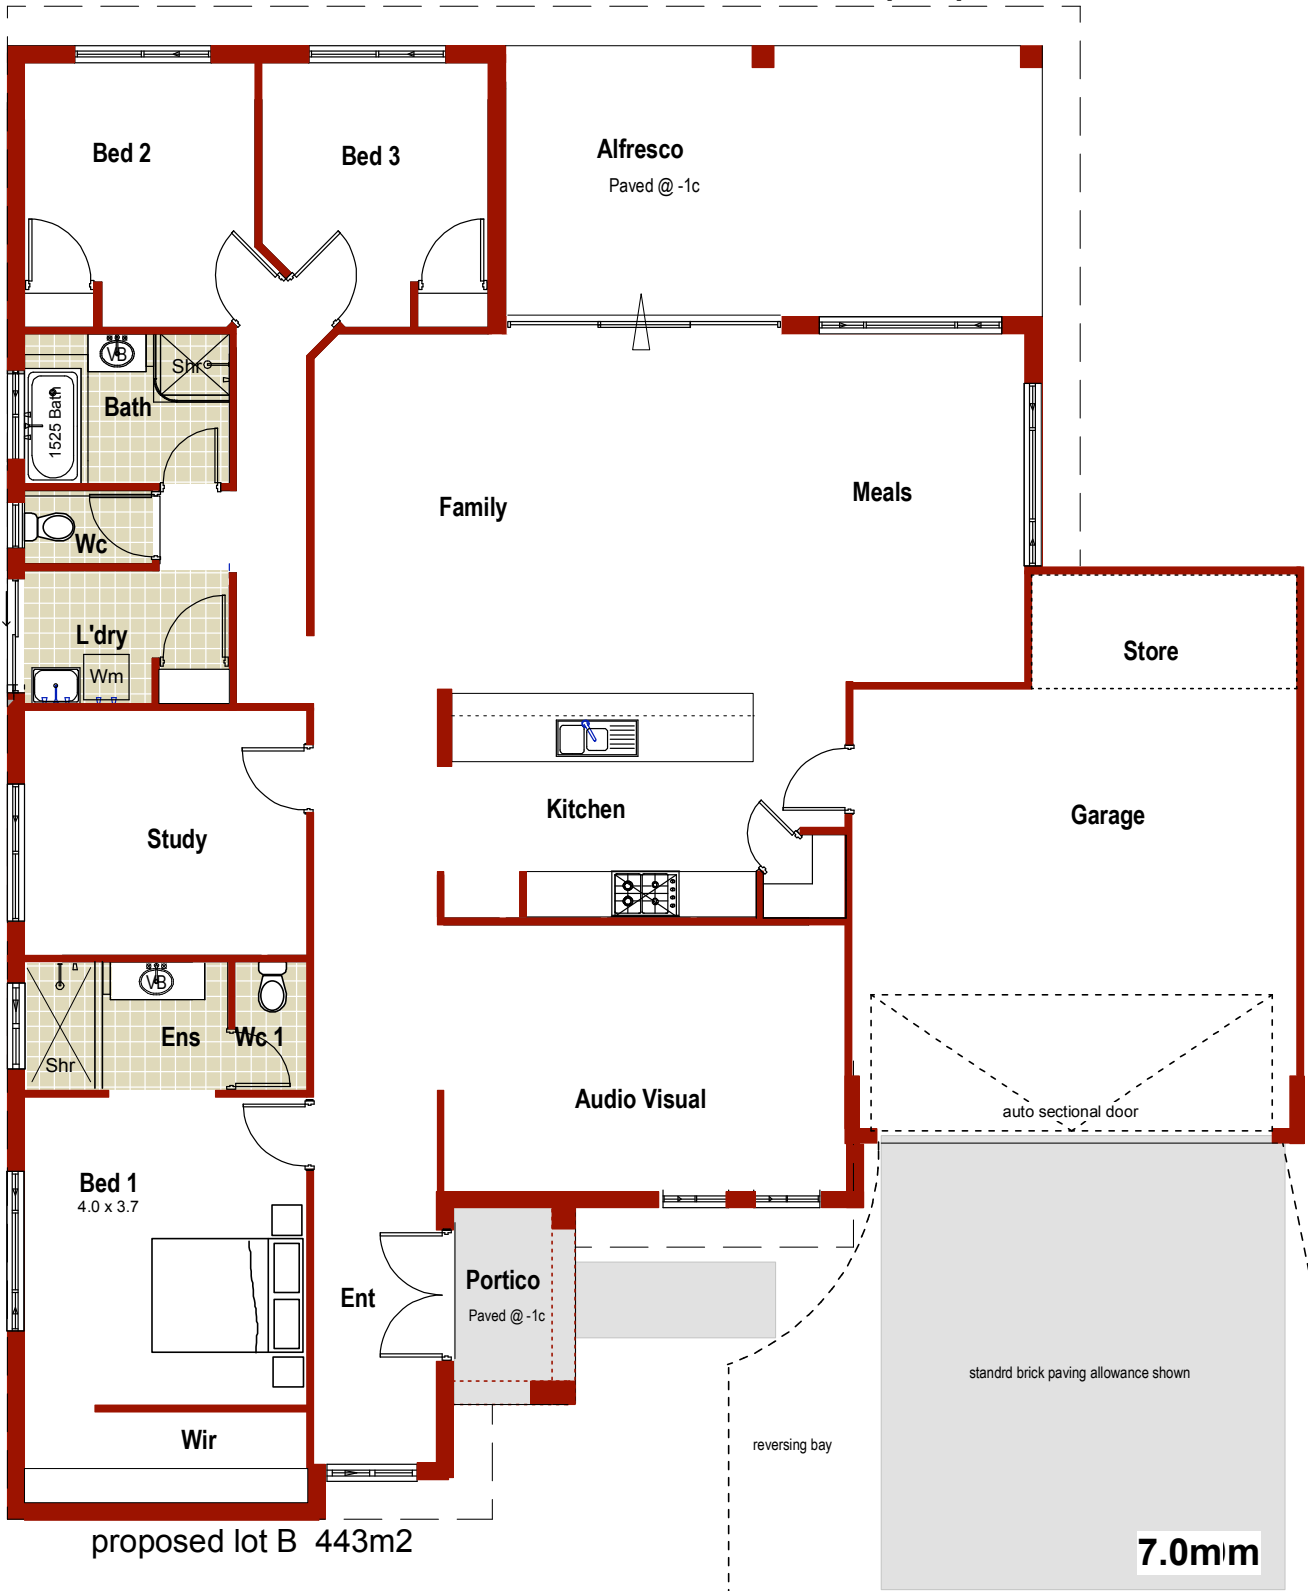 Bed 2
Bed 3
Alfresco
Paved @ -1c
VB
Shr
Bath
1525 Bath
Family
Meals
Wc
L'dry
Wm
Store
Kitchen
Garage
Study
VB
Ens
Wc 1
Shr
Audio Visual
auto sectional door
Bed 1
4.0 x 3.7
Portico
Paved @ -1c
Ent
standrd brick paving allowance shown
Wir
reversing bay
proposed lot B 443m2
7.0m